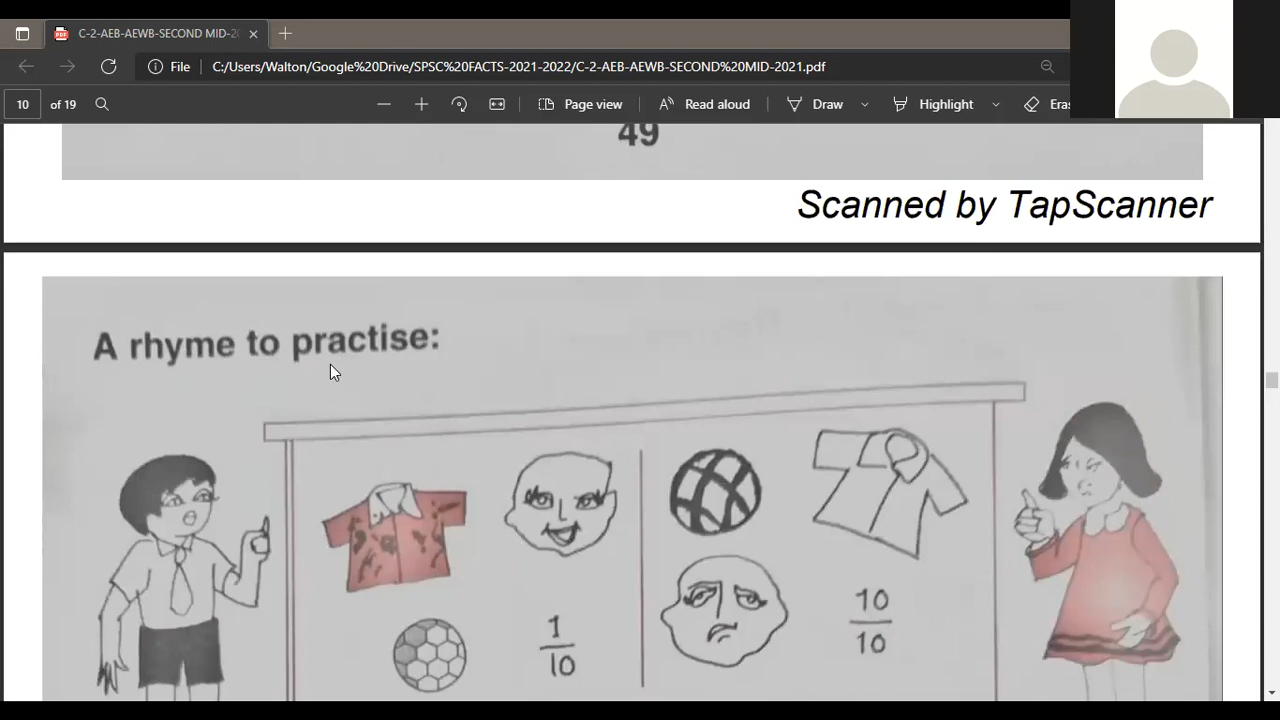 C-2-AEB-AEWB-SECOND MID-20
File C:/Users/Walton/Google%20Drive/SPSC%20FACTS-2021-2022/C-2-AEB-AEWB-SECOND%20MID-2021.pdf
10 of 19 Page view Read aloud Draw Highlight Eras
49
Scanned by TapScanner
A rhyme to practise:
1
10
10
10